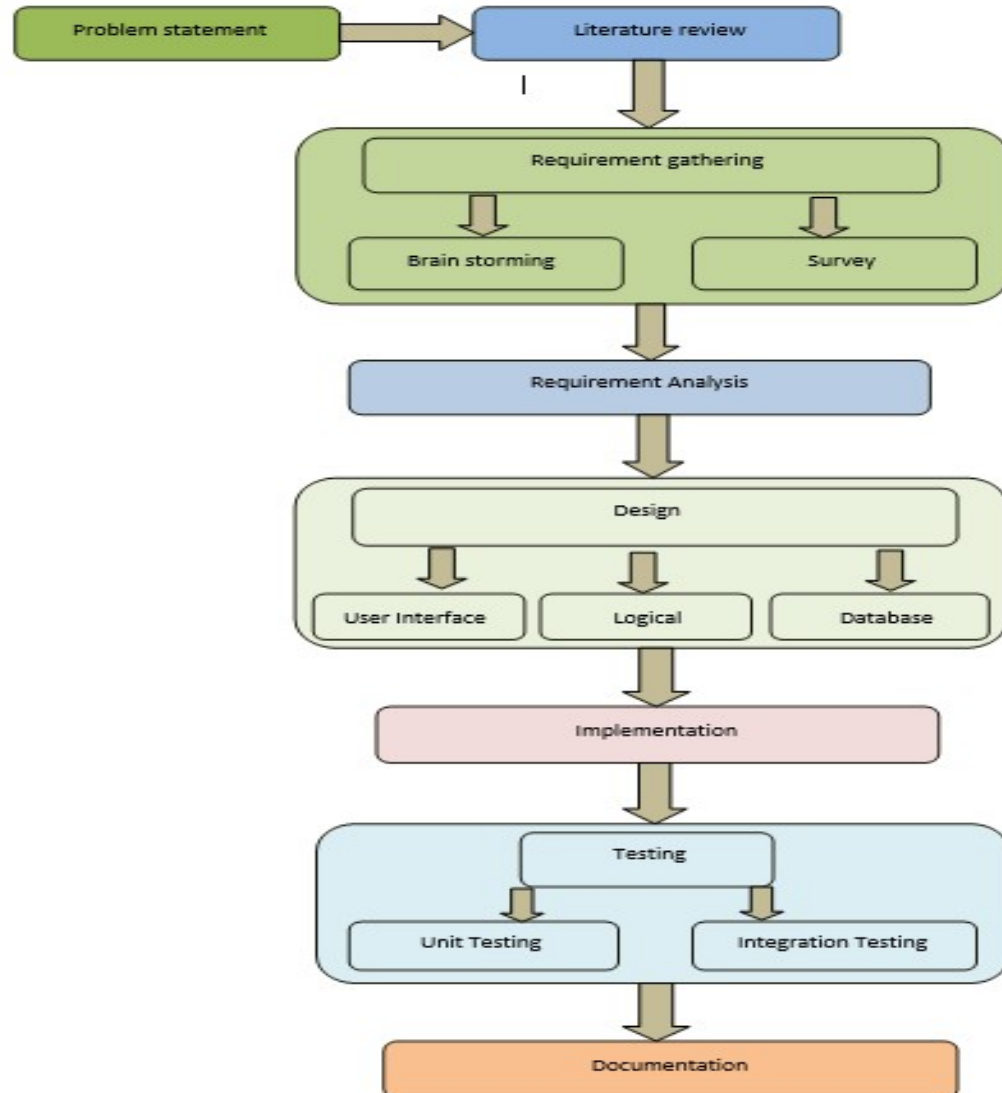 Problem statement
Literature review
Requirement gathering
Brain storming
Survey
Requirement Analysis
Design
User Interface
Logical
Database
Implementation
Testing
Unit Testing
Integration Testing
Documentation